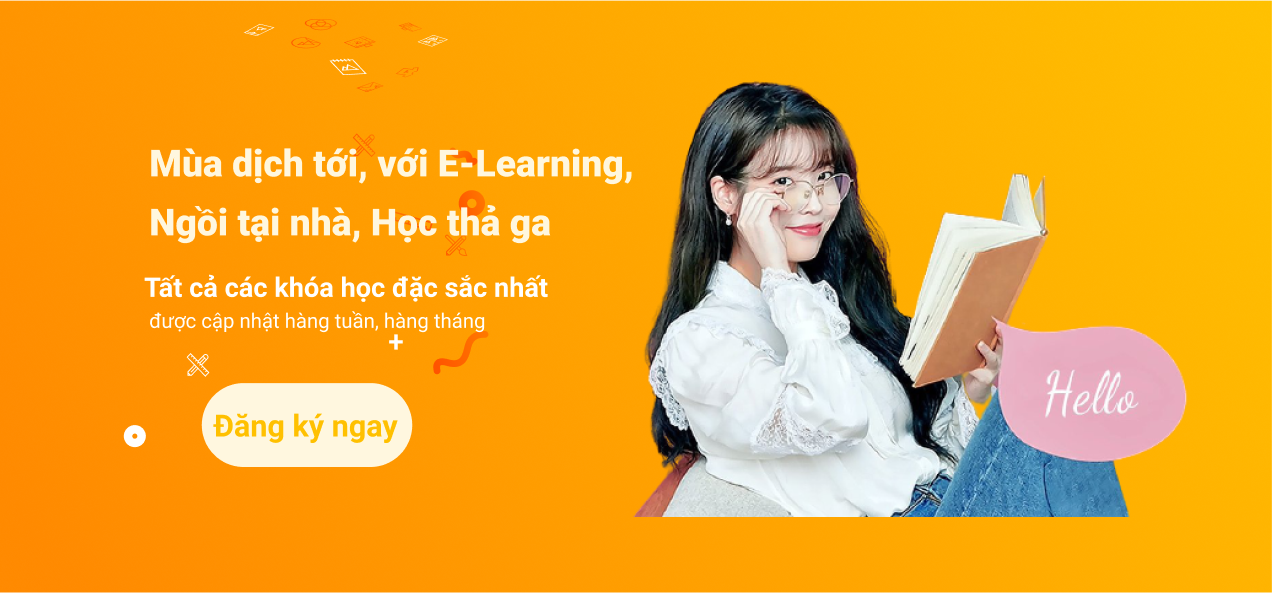 Mùa dịch tới, với E-Learning,
Ngồi tại nhà, Học thả ga
Tất cả các khóa học đặc sắc nhất
được cập nhật hàng tuần, hàng tháng
Đăng ký ngay
Hello